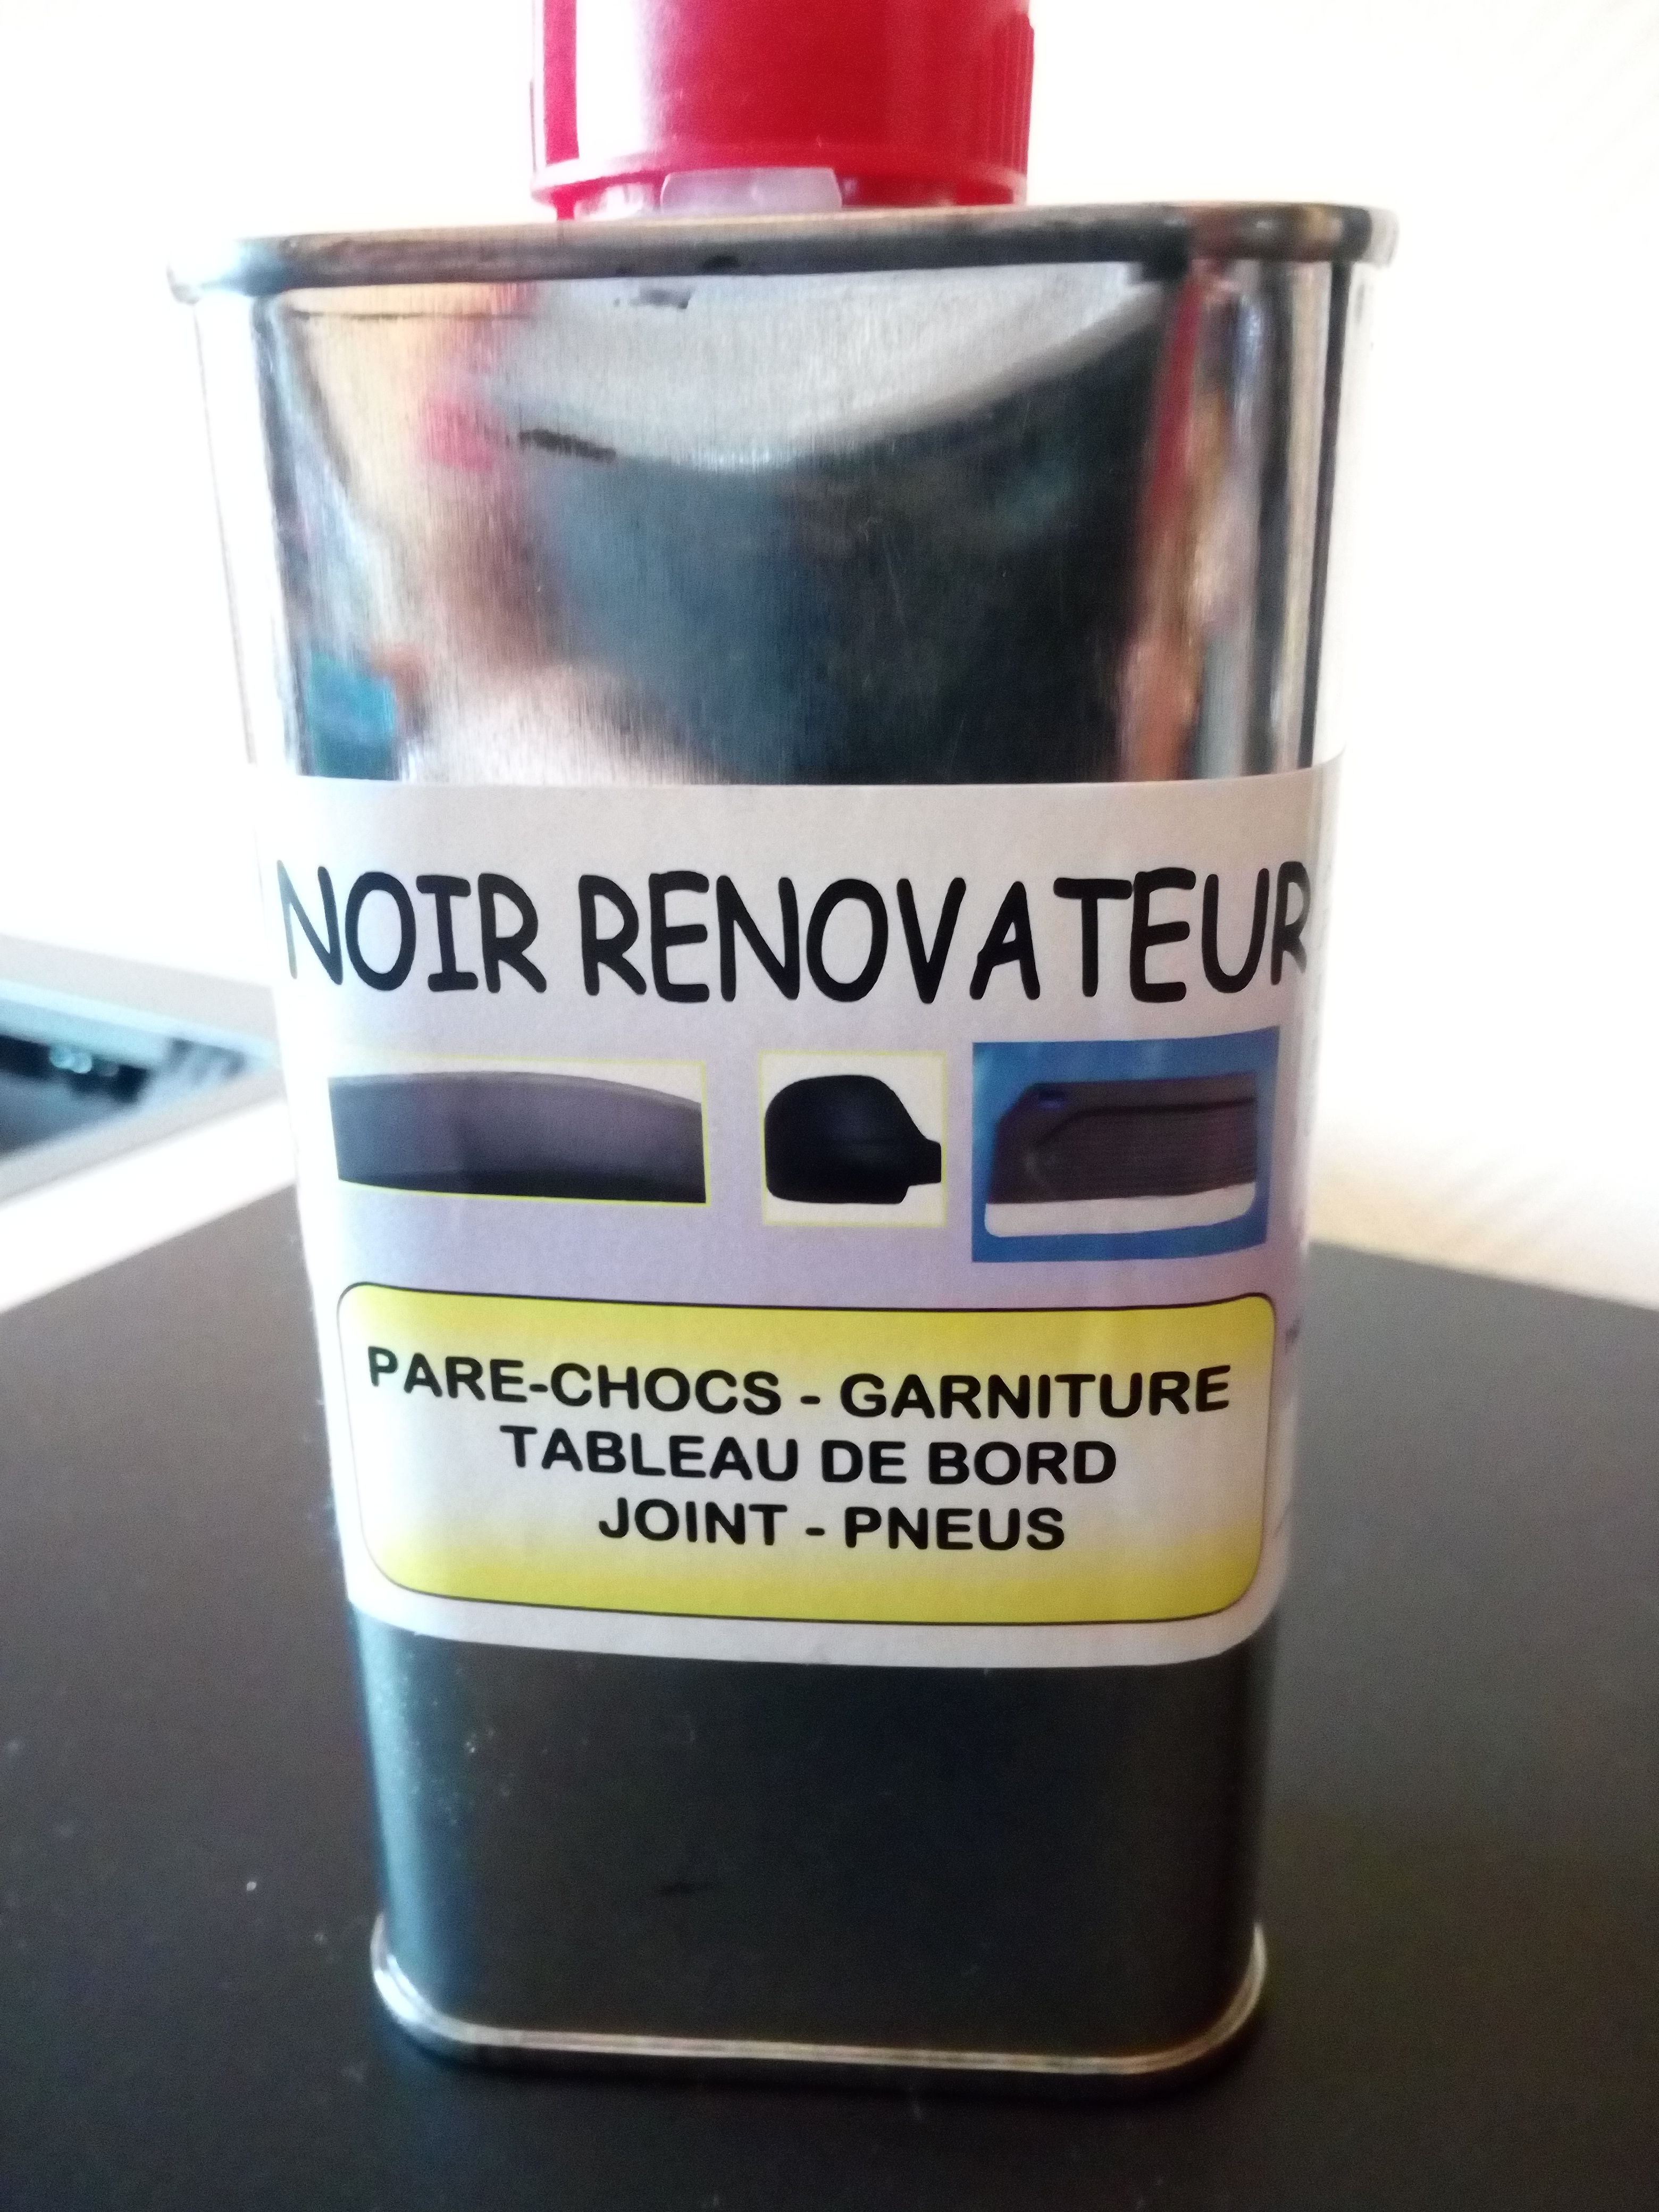 NOIR RENOVATEUR
PARE-CHOCS - GARNITURE
TABLEAU DE BORD
JOINT - PNEUS